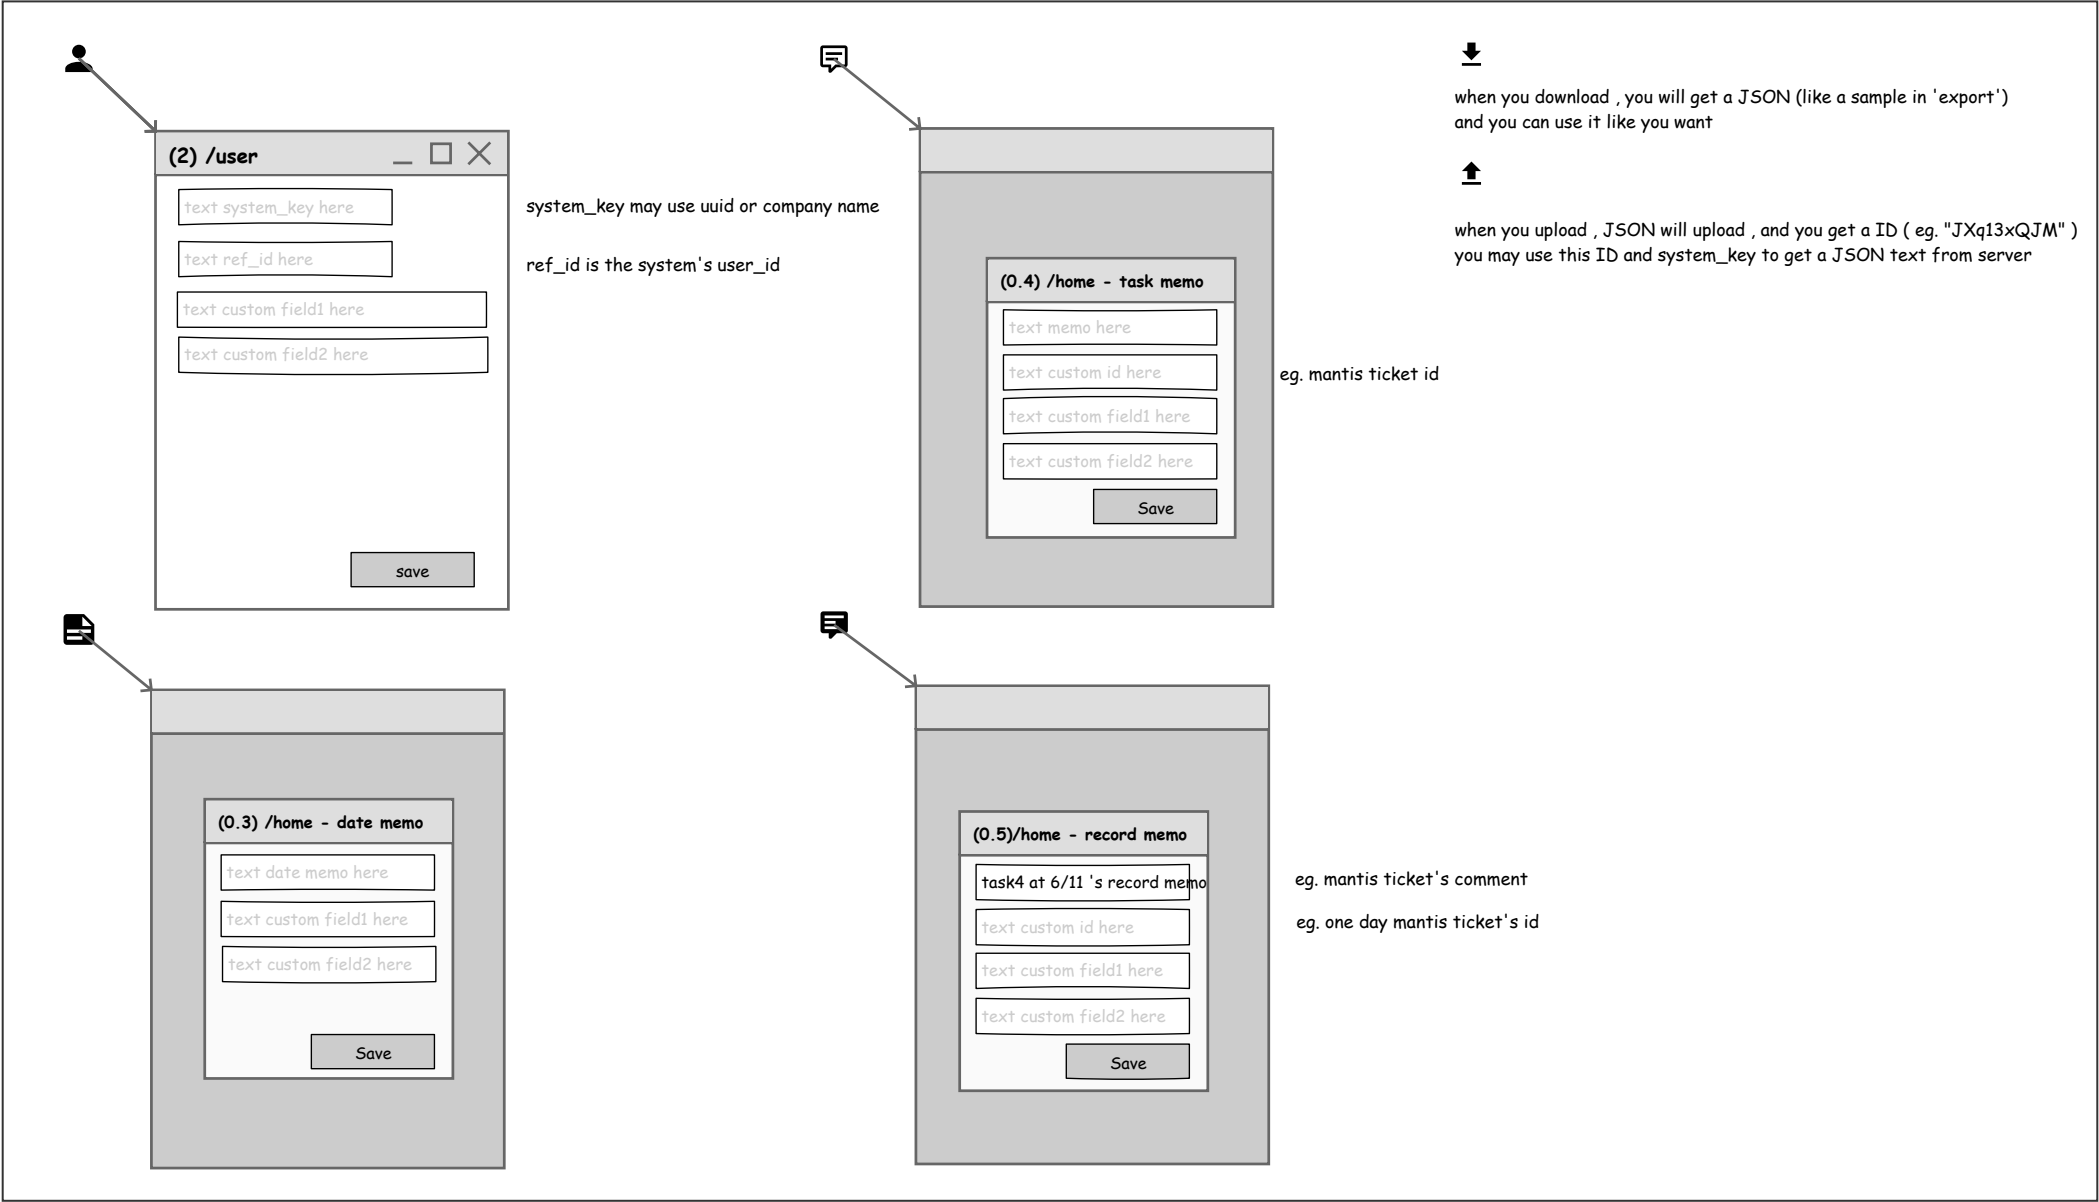 (2) /user
text system_key here
system_key may use uuid or company name
text ref_id here
ref_id is the system's user_id
text custom field1 here
text custom field2 here
save
(0.4) /home - task memo
text memo here
text custom id here
eg. mantis ticket id
text custom field1 here
text custom field2 here
Save
when you download , you will get a JSON (like a sample in 'export')
and you can use it like you want
when you upload , JSON will upload , and you get a ID ( eg. "JXq13xQJM" )
you may use this ID and system_key to get a JSON text from server
(0.3) /home - date memo
text date memo here
text custom field1 here
text custom field2 here
Save
(0.5)/home - record memo
task4 at 6/11 's record memo
eg. mantis ticket's comment
text custom id here
eg. one day mantis ticket's id
text custom field1 here
text custom field2 here
Save